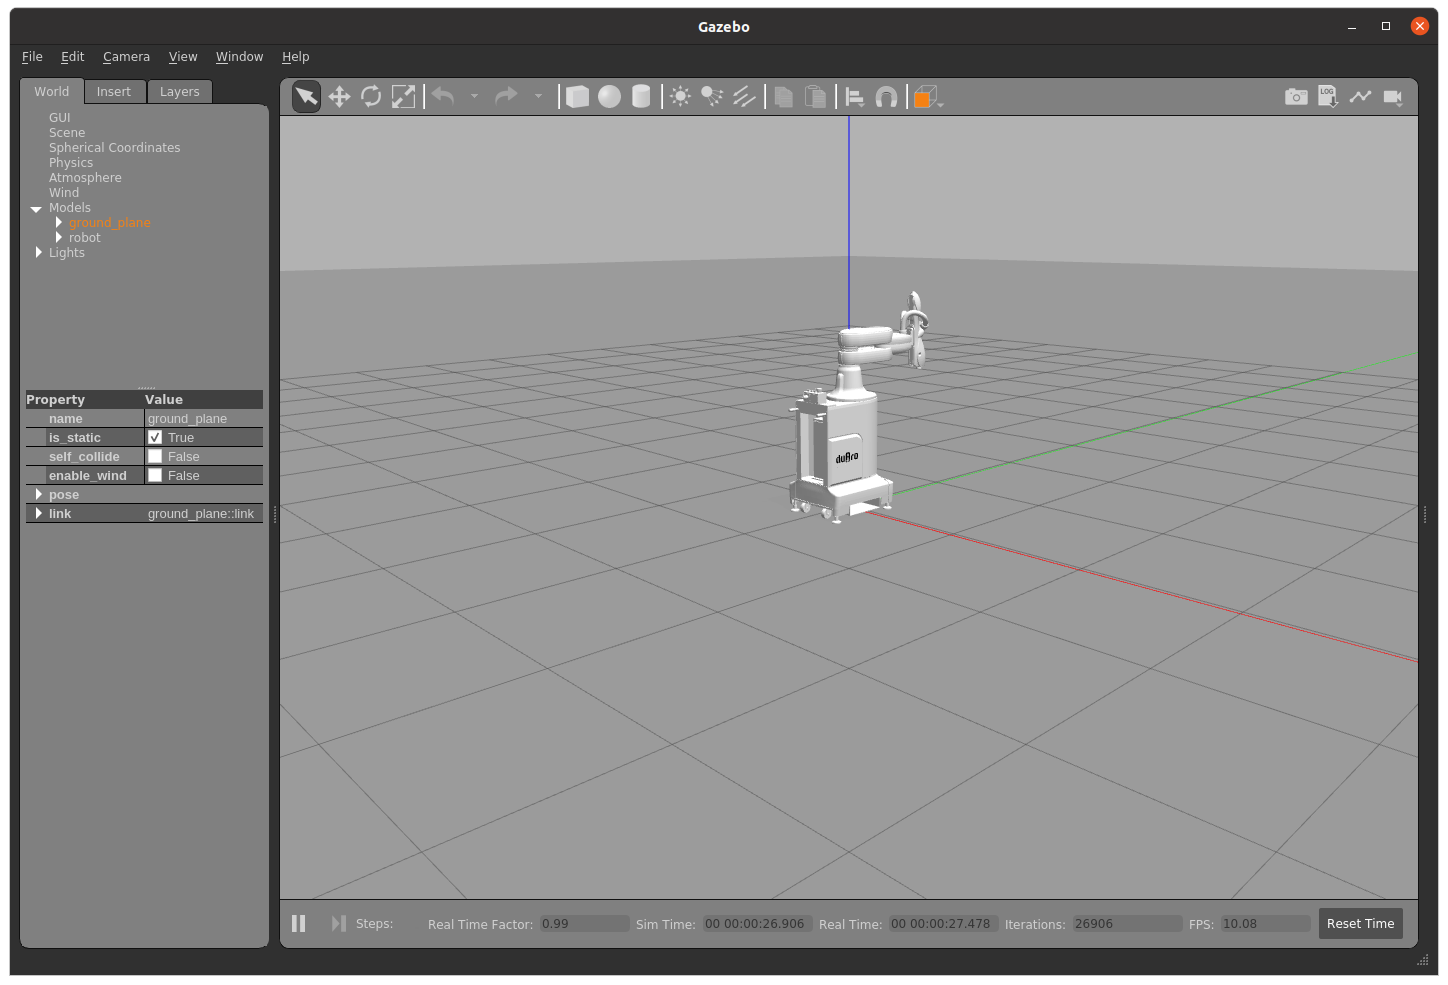 Gazebo
File Edit Camera View Window Help
World Insert Layers
LOG
GUI
Scene
Spherical Coordinates
Physics
Atmosphere
Wind
Models
ground_plane
robot
Lights
Property Value
name ground_plane
is_static True
self_collide False
enable_wind False
pose
link ground_plane::link
duAro
Steps: Real Time Factor: 0.99 Sim Time: 00 00:00:26.906 Real Time: 00 00:00:27.478 Iterations: 26906 FPS: 10.08 Reset Time